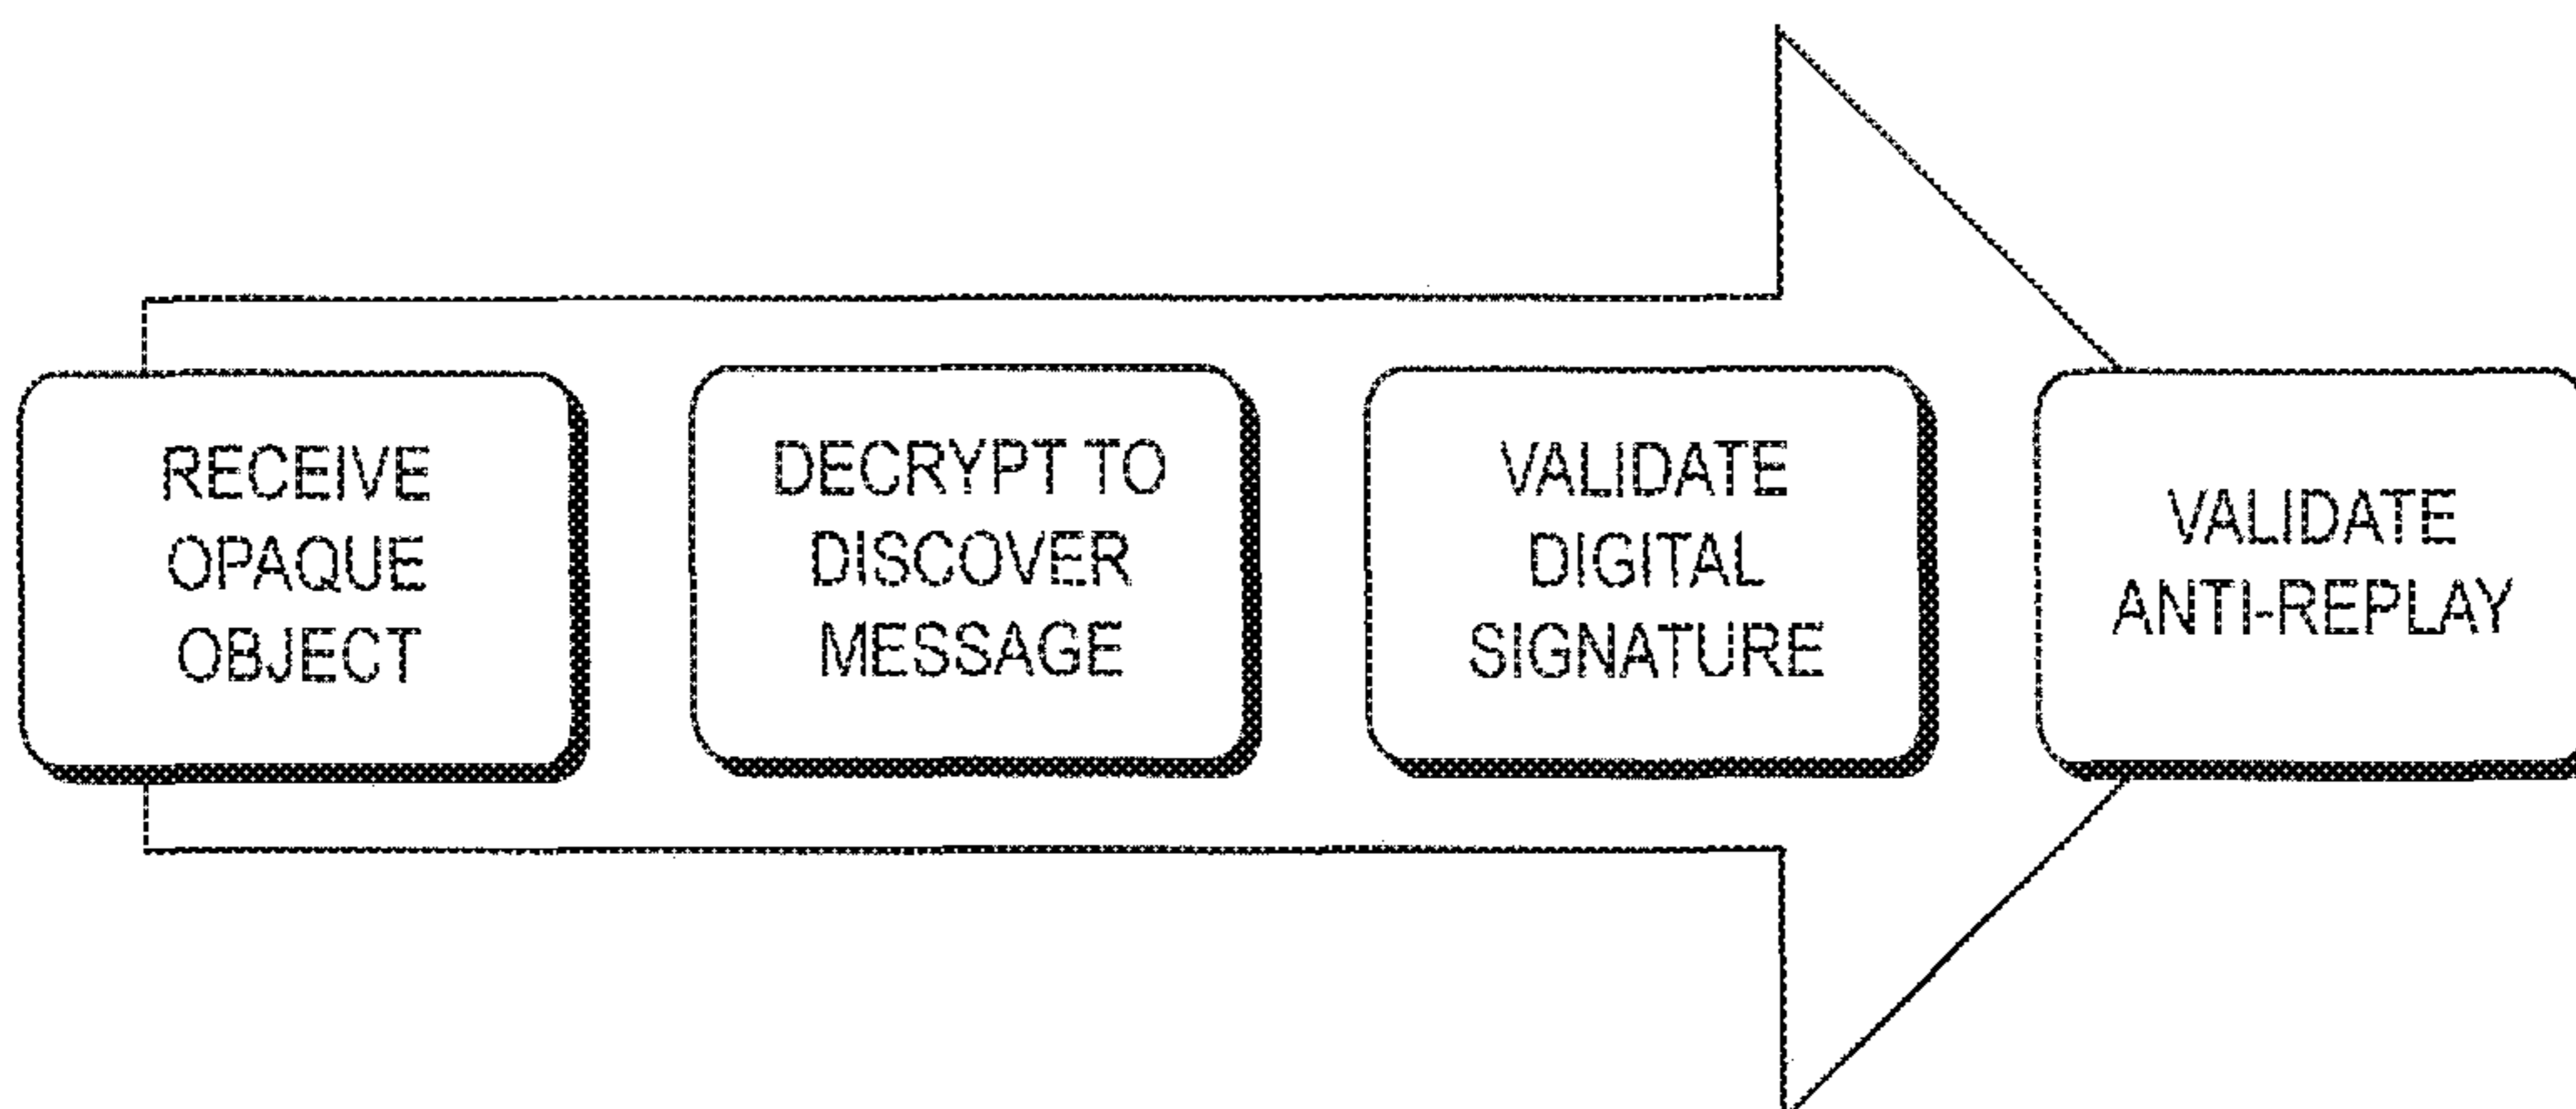 RECEIVE
OPAQUE
OBJECT
DECRYPT TO
DISCOVER
MESSAGE
VALIDATE
DIGITAL
SIGNATURE
VALIDATE
ANTI-REPLAY